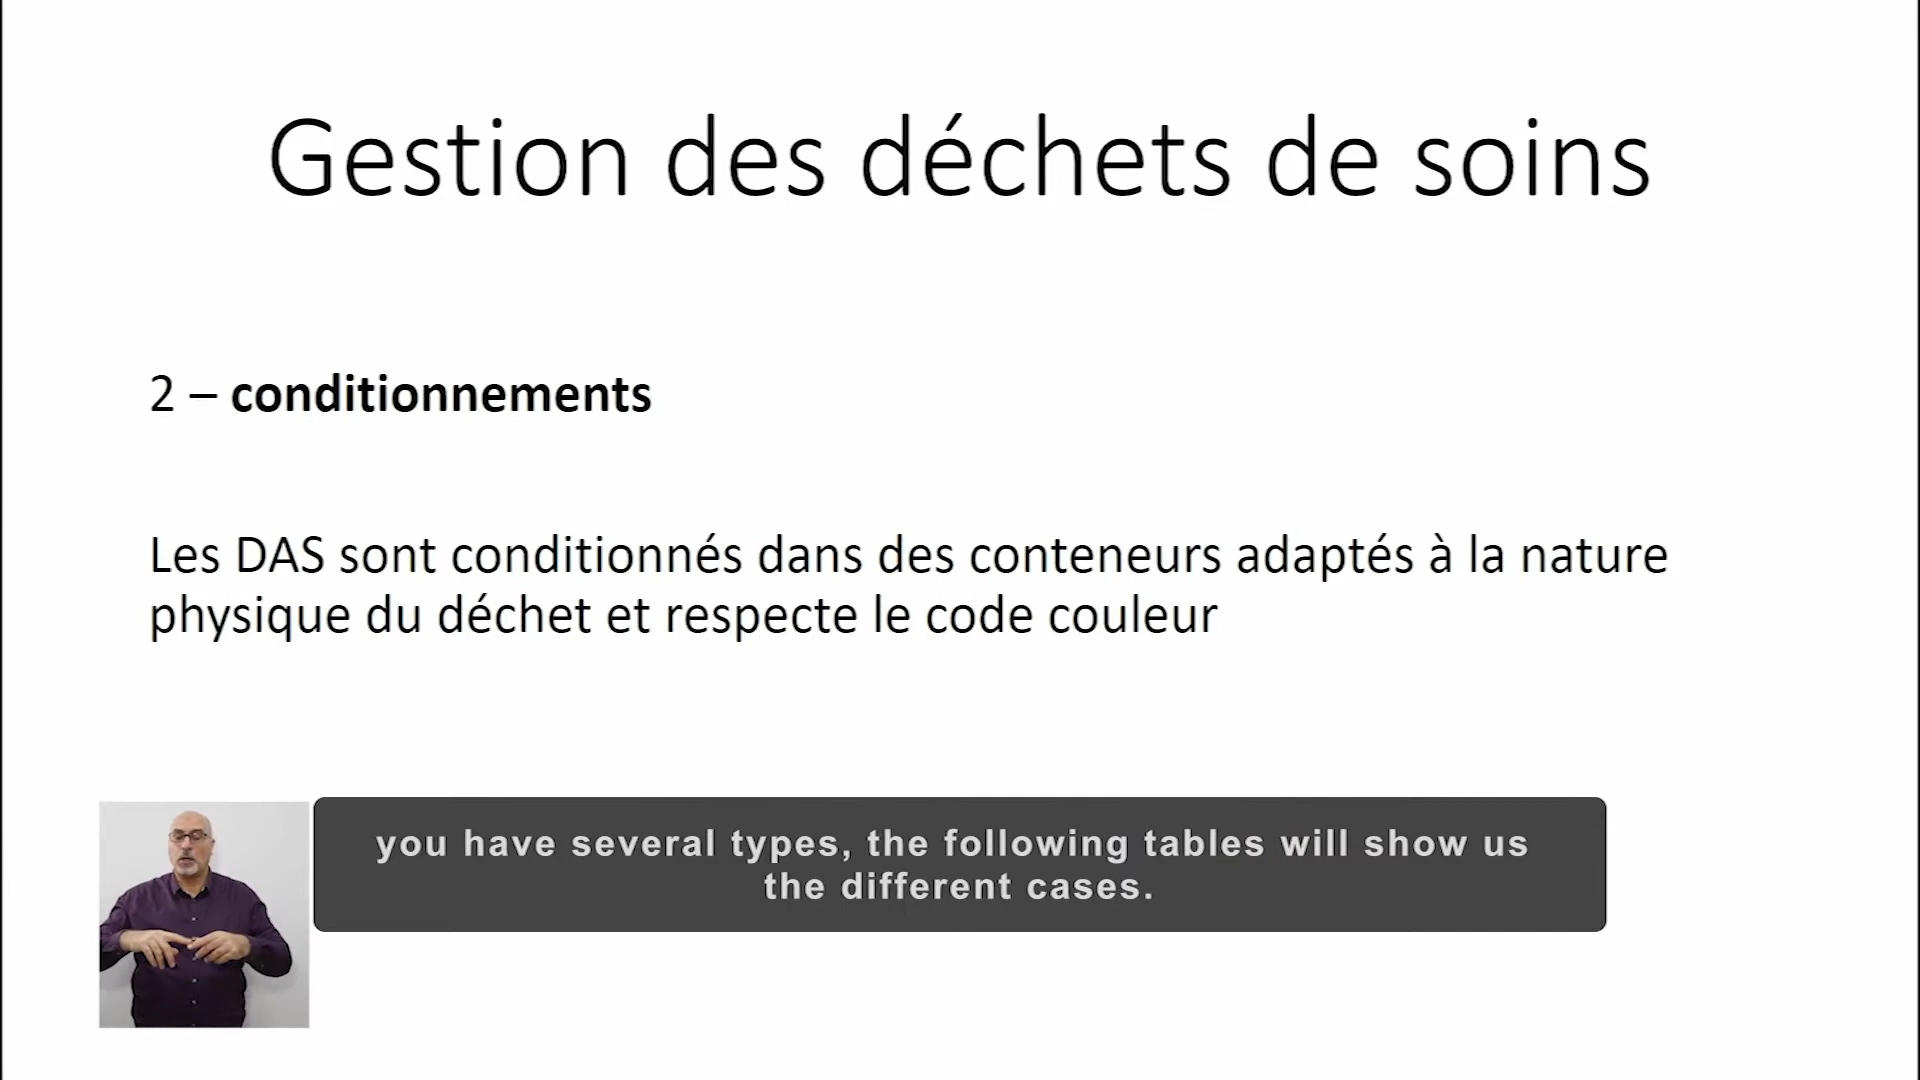 Gestion des déchets de soins
2 – conditionnements
Les DAS sont conditionnés dans des conteneurs adaptés à la nature
physique du déchet et respecte le code couleur
you have several types, the following tables will show us
the different cases.